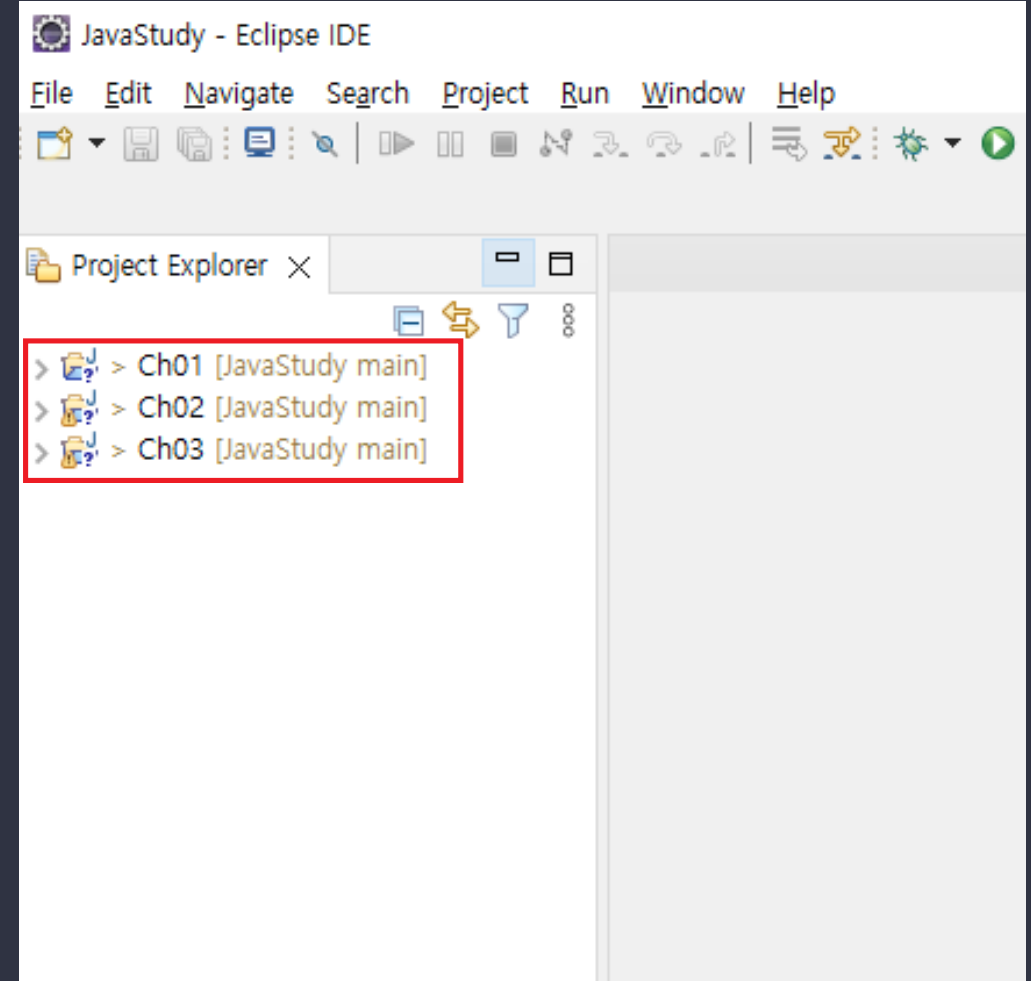 JavaStudy - Eclipse IDE
File Edit Navigate Search Project Run Window Help
Project Explorer
> Ch01 [JavaStudy main]
> Ch02 [JavaStudy main]
> Ch03 [JavaStudy main]